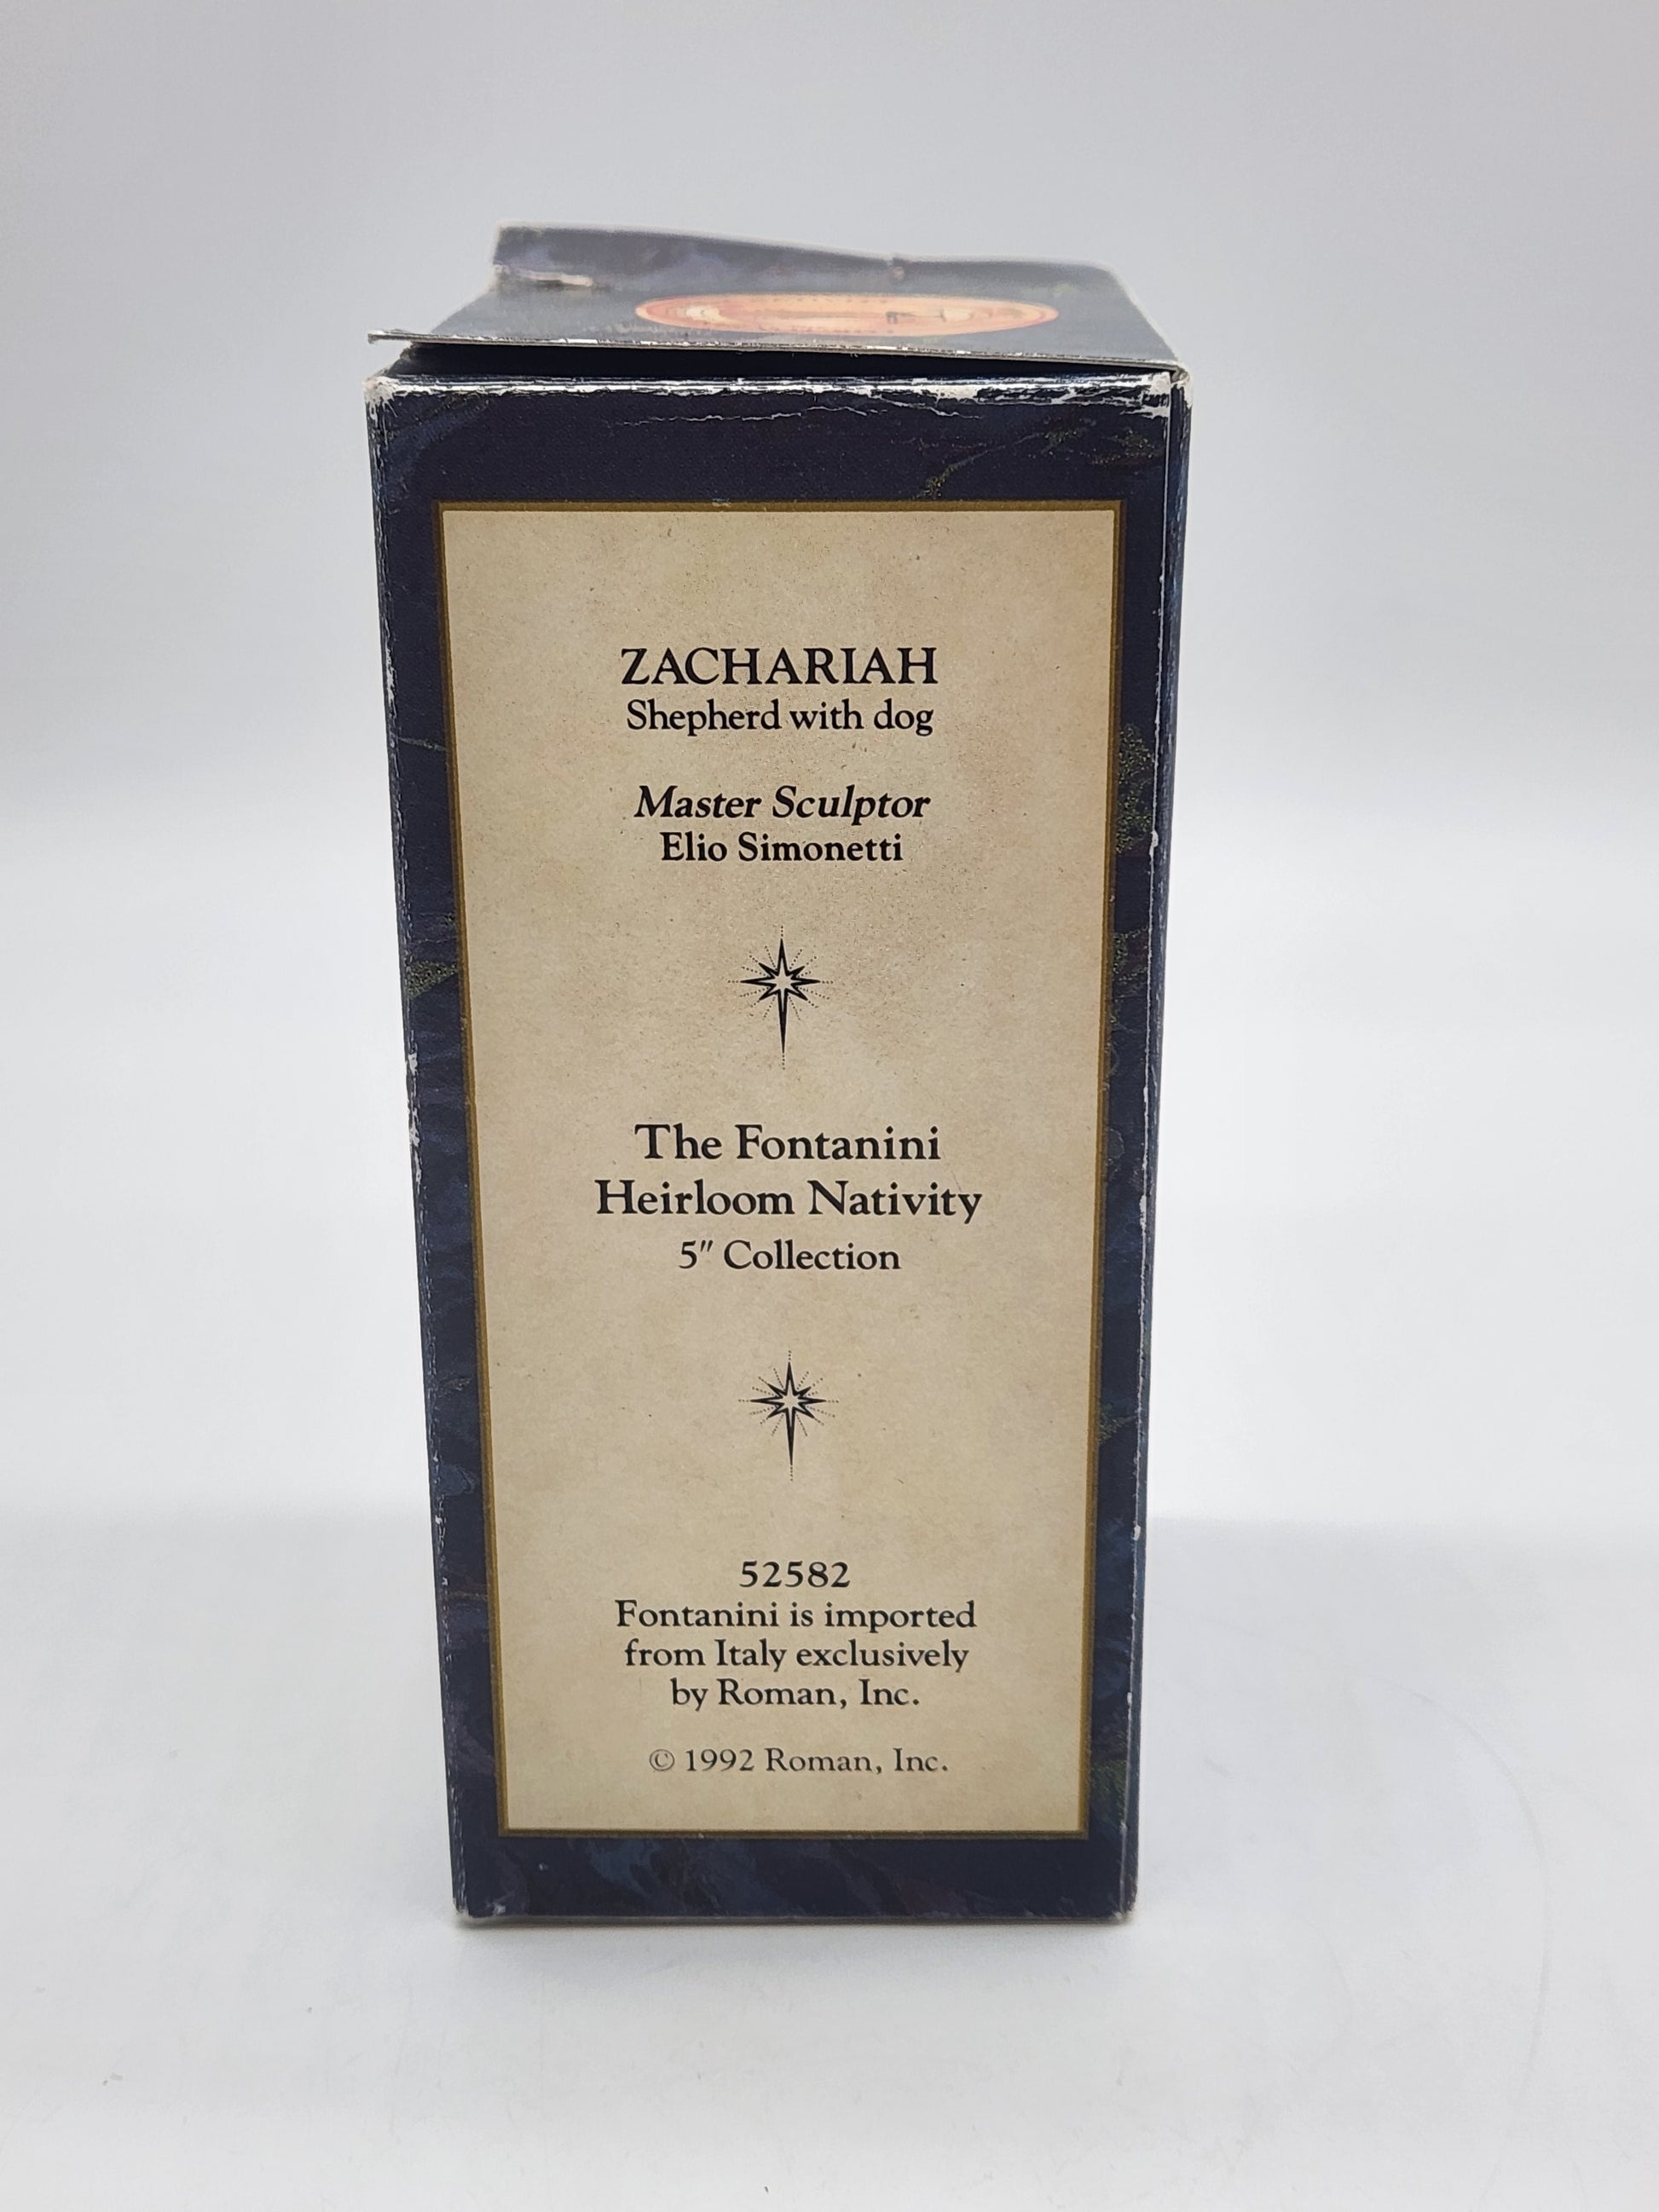 ZACHARIAH
Shepherd with dog
Master Sculptor
Elio Simonetti
The Fontanini
Heirloom Nativity
5" Collection
52582
Fontanini is imported
from Italy exclusively
by Roman, Inc.
© 1992 Roman, Inc.